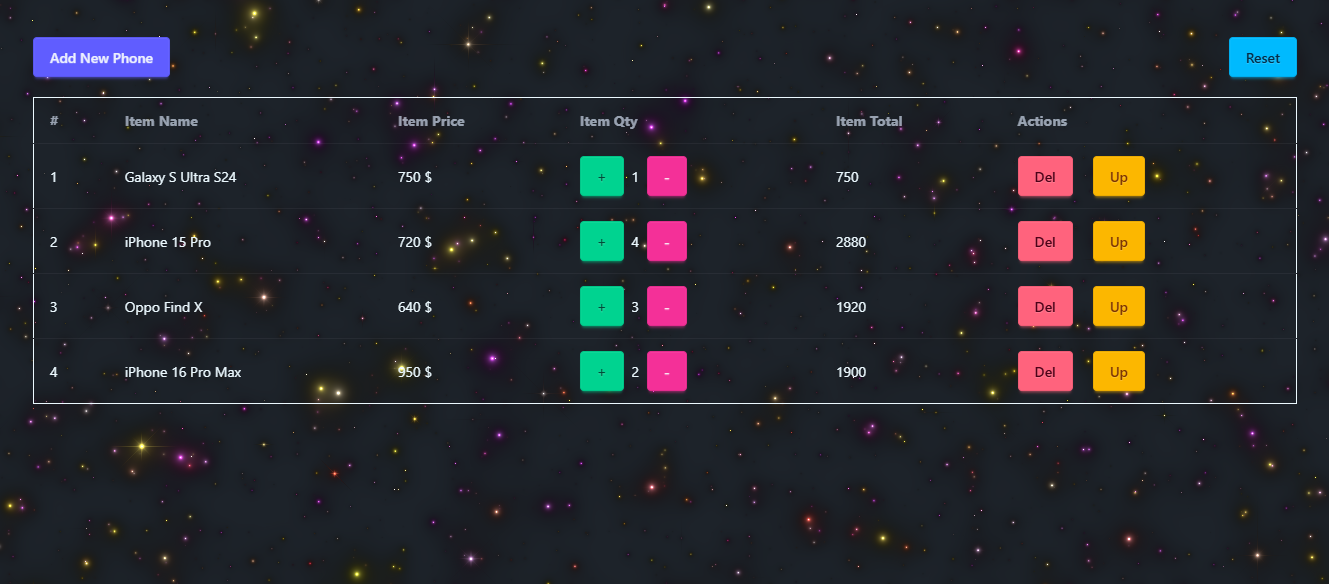 Add New Phone Reset
# Item Name Item Price Item Qty Item Total Actions
1 Galaxy S Ultra S24 750 $ + 1 - 750 Del Up
2 iPhone 15 Pro 720 $ + 4 - 2880 Del Up
3 Oppo Find X 640 $ + 3 - 1920 Del Up
4 iPhone 16 Pro Max 950 $ + 2 - 1900 Del Up